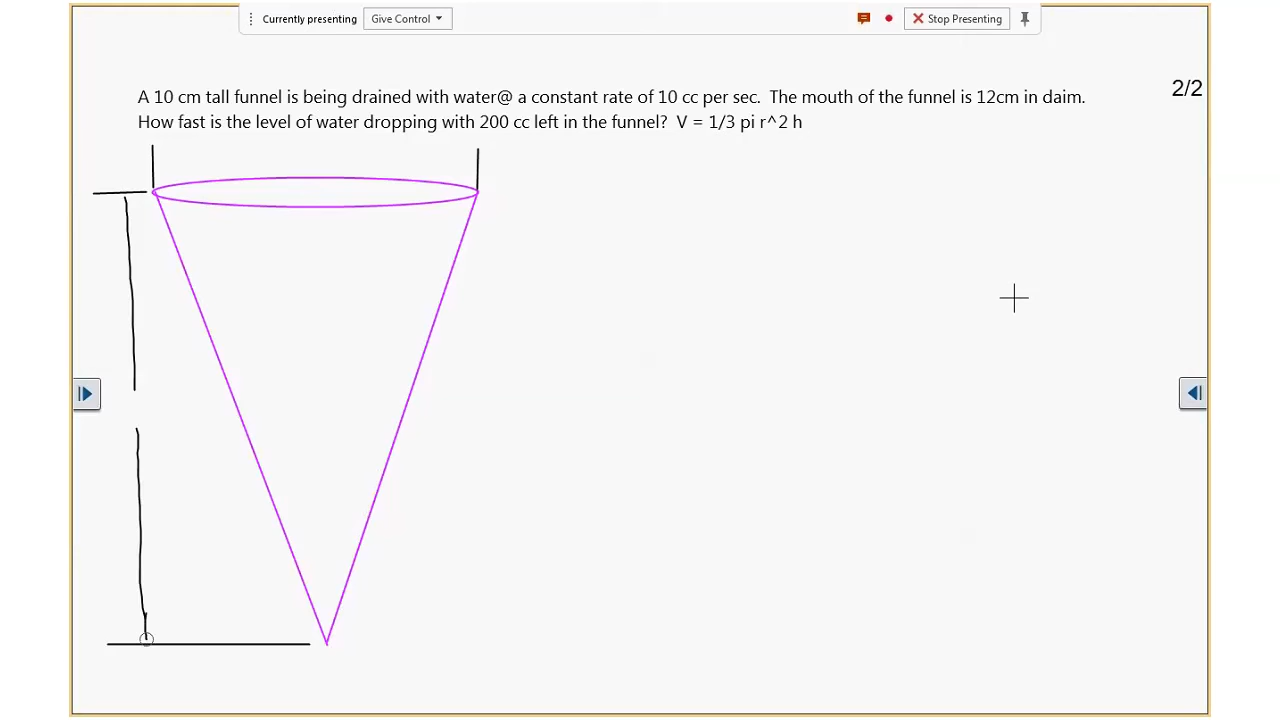 Currently presenting Give Control Stop Presenting
2/2
A 10 cm tall funnel is being drained with water@ a constant rate of 10 cc per sec. The mouth of the funnel is 12cm in daim.
How fast is the level of water dropping with 200 cc left in the funnel? V = 1/3 pi r^2 h